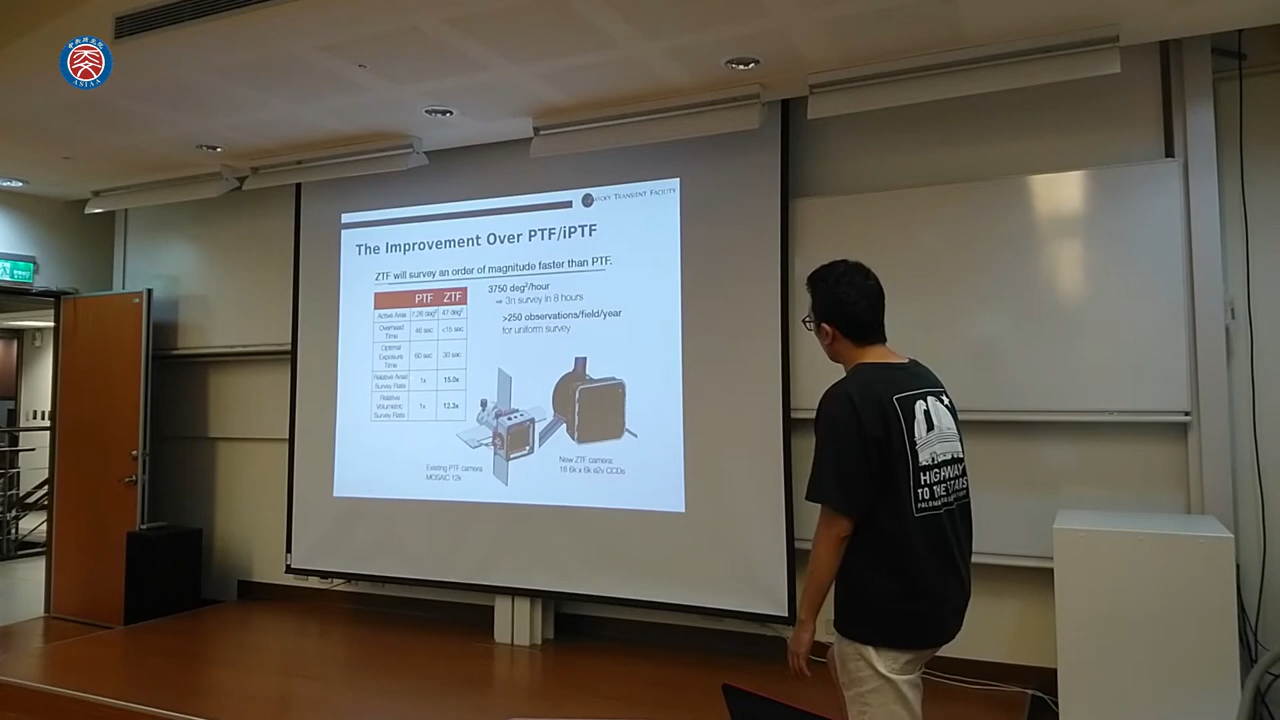 ASIAA
ZWICKY TRANSIENT FACILITY
The Improvement Over PTF/iPTF
ZTF will survey an order of magnitude faster than PTF.
PTF ZTF
Active Area 7.26 deg² 47 deg²
Overhead Time 46 sec <15 sec
Optimal Exposure Time 60 sec 30 sec
Relative Areal Survey Rate 1x 15.0x
Relative Volumetric Survey Rate 1x 12.3x
3750 deg²/hour
⇒ 3π survey in 8 hours
>250 observations/field/year
for uniform survey
Existing PTF camera
MOSAIC 12k
New ZTF camera:
16 6k x 6k e2v CCDs
HIGHWAY
TO THE STARS